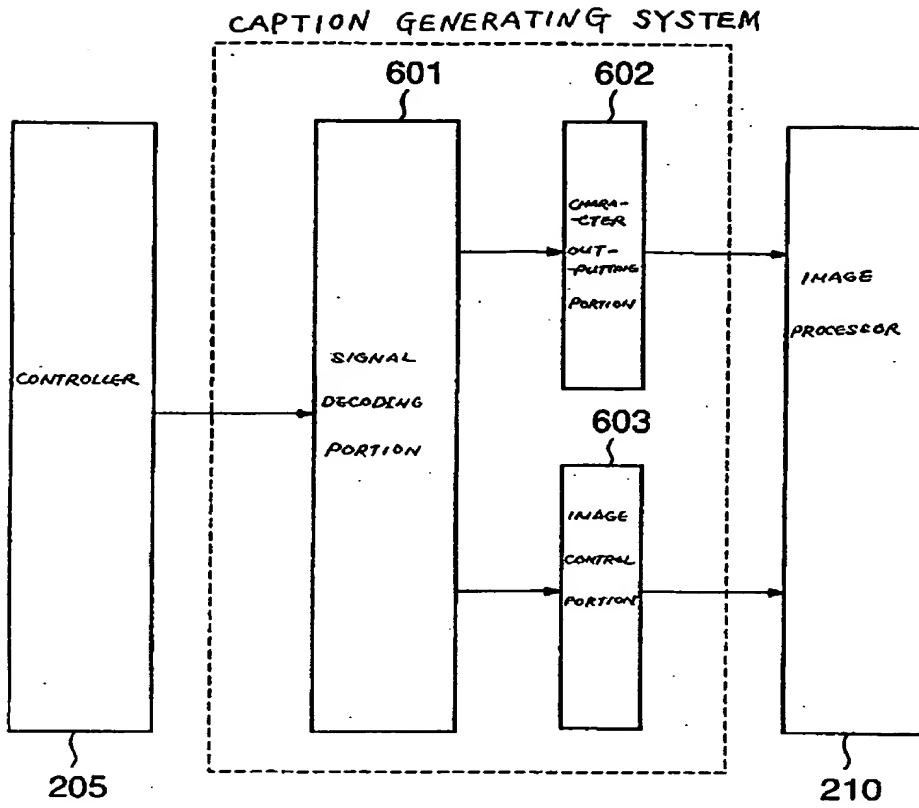 CAPTION GENERATING SYSTEM
601
602
CHARA-
-CTER
OUT-
-PUTTING
PORTION
IMAGE
PROCESSOR
CONTROLLER
SIGNAL
DECODING
PORTION
603
IMAGE
CONTROL
PORTION
205
210